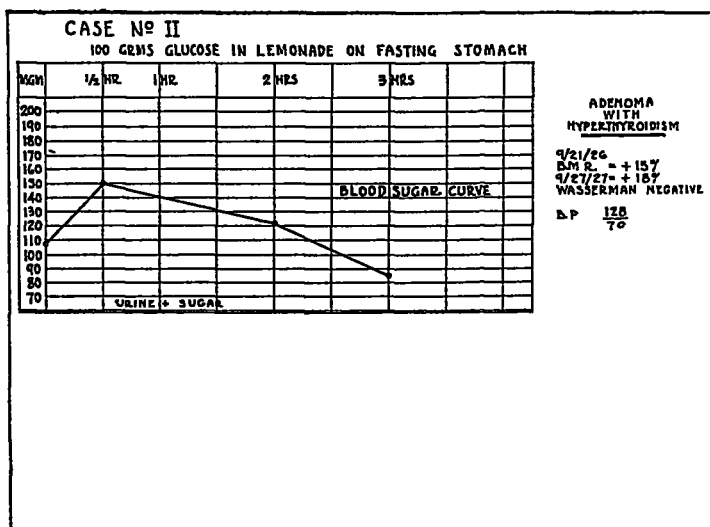 CASE Nº II
100 GRMS GLUCOSE IN LEMONADE ON FASTING STOMACH
MGM 1/2 HR 1 HR. 2 HRS 3 HRS
200
190
180
170
160
150
140
130
120
110
100
90
80
70
BLOOD SUGAR CURVE
URINE + SUGAR
ADENOMA
WITH
HYPERTHYROIDISM
9/21/26
B.M.R. = +15%
9/27/27 = +18%
WASSERMAN NEGATIVE
B.P 128/70